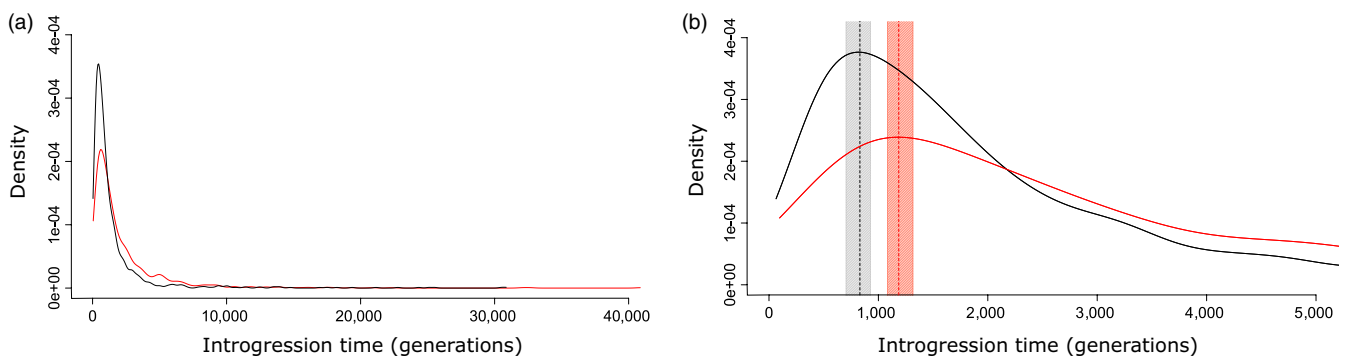 (a)
Density
4e-04
3e-04
2e-04
1e-04
0e+00
0
10,000
20,000
30,000
40,000
Introgression time (generations)
(b)
Density
4e-04
3e-04
2e-04
1e-04
0e+00
0
1,000
2,000
3,000
4,000
5,000
Introgression time (generations)